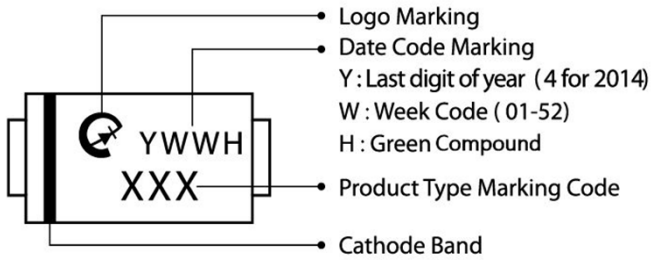 Logo Marking
Date Code Marking
Y : Last digit of year ( 4 for 2014)
W : Week Code ( 01-52)
H : Green Compound
YWWH
XXX
Product Type Marking Code
Cathode Band